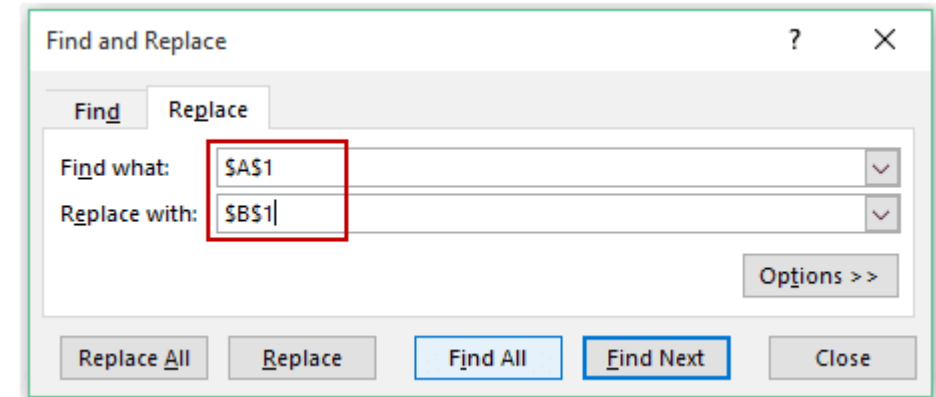 Find and Replace ?
Find Replace
Find what: $A$1
Replace with: $B$1
Options >>
Replace All Replace Find All Find Next Close